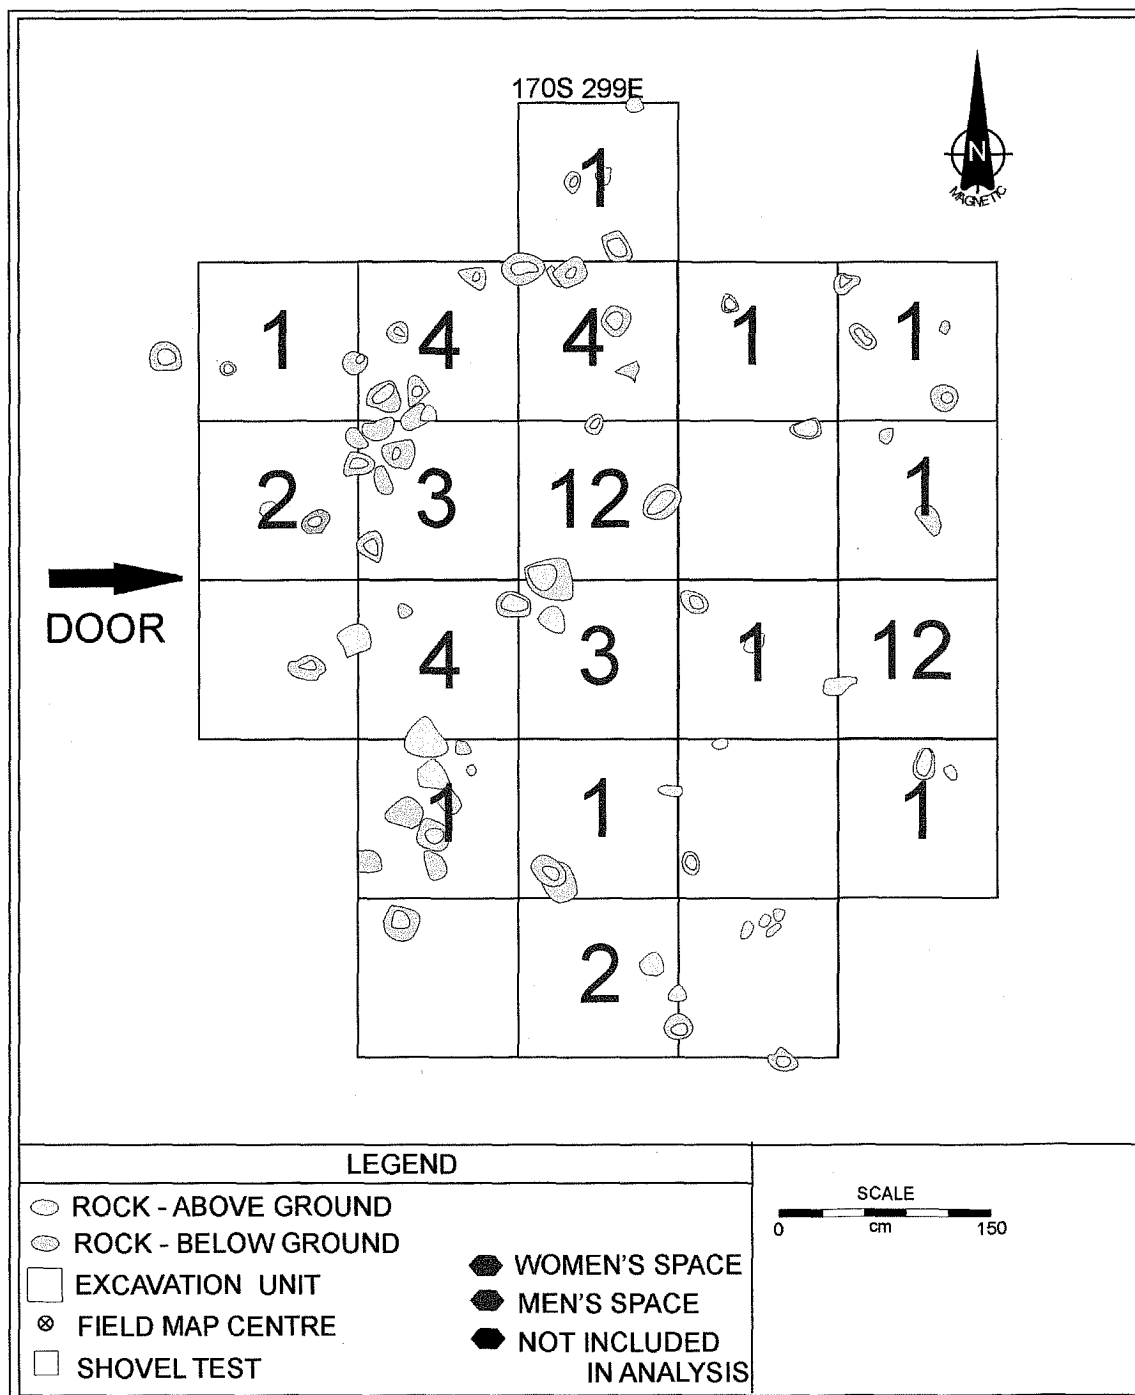 170S 299E
N
MAGNETIC
1
1 4 4 1 1
2 3 12 1
DOOR
4 3 1 12
1 1 1
2
LEGEND
ROCK - ABOVE GROUND
ROCK - BELOW GROUND
EXCAVATION UNIT
FIELD MAP CENTRE
SHOVEL TEST
WOMEN'S SPACE
MEN'S SPACE
NOT INCLUDED
IN ANALYSIS
SCALE
0 cm 150